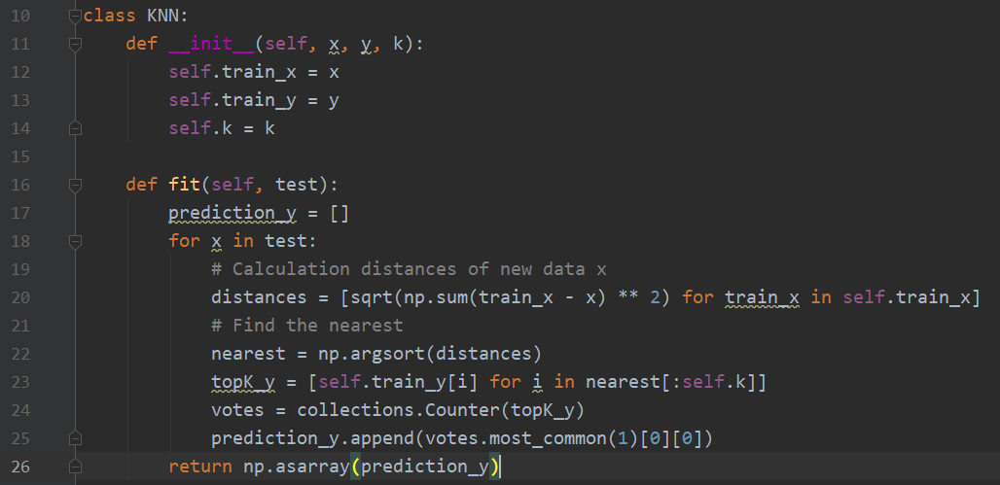 10 class KNN:
11     def __init__(self, x, y, k):
12         self.train_x = x
13         self.train_y = y
14         self.k = k
15
16     def fit(self, test):
17         prediction_y = []
18         for x in test:
19             # Calculation distances of new data x
20             distances = [sqrt(np.sum(train_x - x) ** 2) for train_x in self.train_x]
21             # Find the nearest
22             nearest = np.argsort(distances)
23             topK_y = [self.train_y[i] for i in nearest[:self.k]]
24             votes = collections.Counter(topK_y)
25             prediction_y.append(votes.most_common(1)[0][0])
26         return np.asarray(prediction_y)